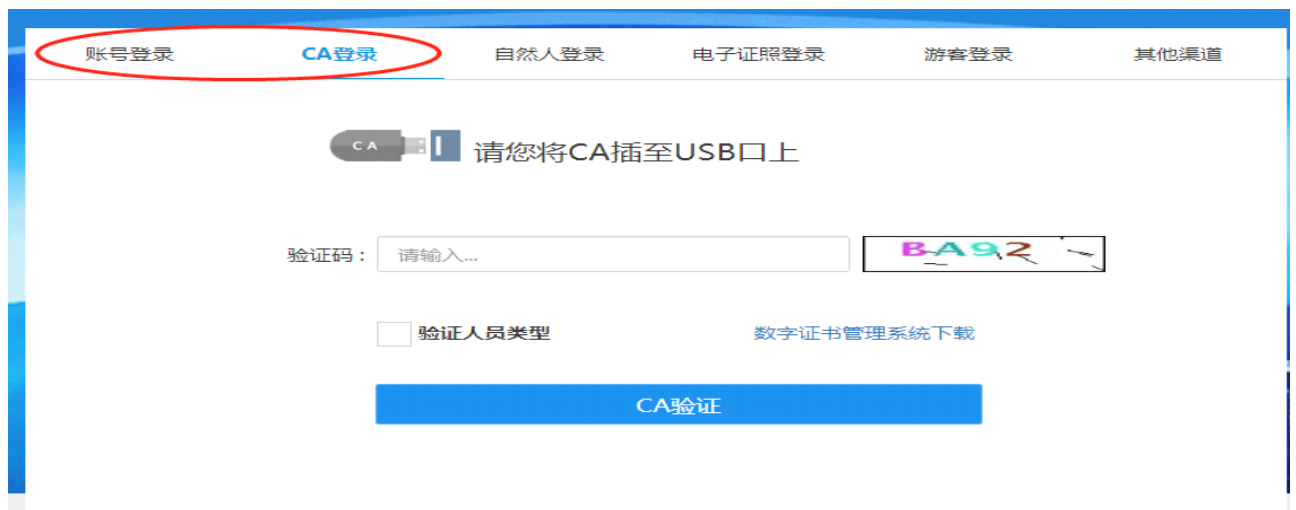 账号登录 CA登录 自然人登录 电子证照登录 游客登录 其他渠道
CA 请您将CA插至USB口上
验证码： 请输入... BA92
验证人员类型 数字证书管理系统下载
CA验证